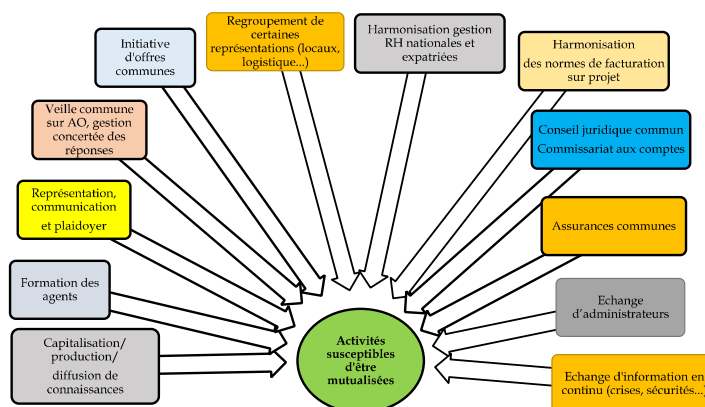 Regroupement de
certaines
représentations (locaux,
logistique...)
Harmonisation gestion
RH nationales et
expatriées
Initiative
d'offres
communes
Harmonisation
des normes de facturation
sur projet
Veille commune
sur AO, gestion
concertée des
réponses
Conseil juridique commun
Commissariat aux comptes
Représentation,
communication
et plaidoyer
Assurances communes
Formation des
agents
Echange
d’administrateurs
Capitalisation/
production/
diffusion de
connaissances
Activités
susceptibles
d'être
mutualisées
Echange d'information en
continu (crises, sécurités...)